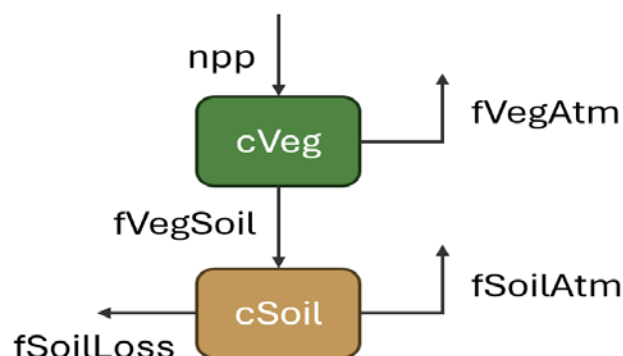 npp
cVeg
fVegAtm
fVegSoil
cSoil
fSoilAtm
fSoilLoss